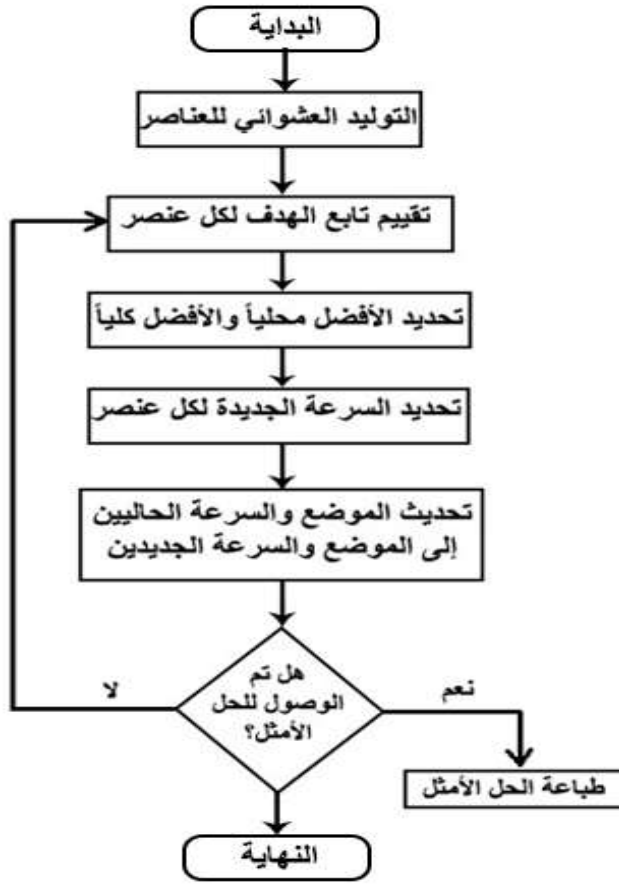 البداية
التوليد العشوائي للعناصر
تقييم تابع الهدف لكل عنصر
تحديد الأفضل محلياً والأفضل كلياً
تحديد السرعة الجديدة لكل عنصر
تحديث الموضع والسرعة الحاليين
إلى الموضع والسرعة الجديدين
هل تم
الوصول للحل
الأمثل؟
نعم
لا
طباعة الحل الأمثل
النهاية